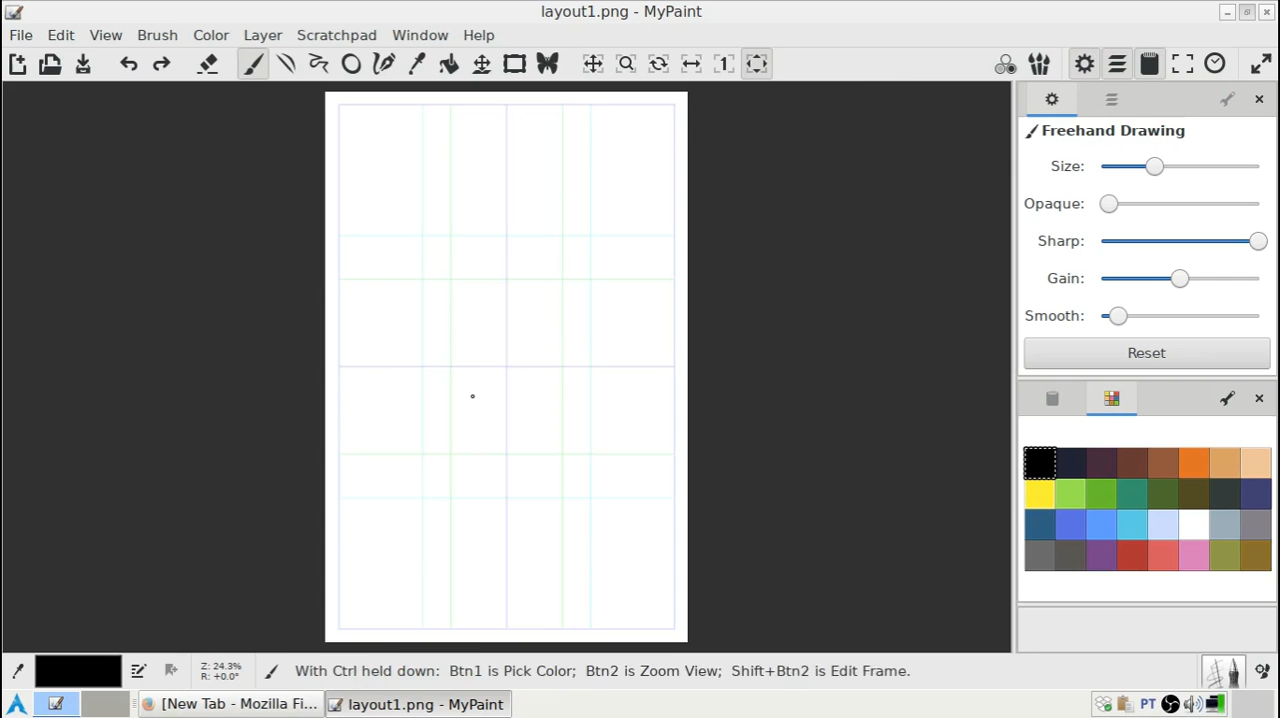 layout1.png - MyPaint
File Edit View Brush Color Layer Scratchpad Window Help
1
Freehand Drawing
Size:
Opaque:
Sharp:
Gain:
Smooth:
Reset
Z: 24.3%
R: +0.0°
With Ctrl held down: Btn1 is Pick Color; Btn2 is Zoom View; Shift+Btn2 is Edit Frame.
[New Tab - Mozilla Fi...
layout1.png - MyPaint
PT